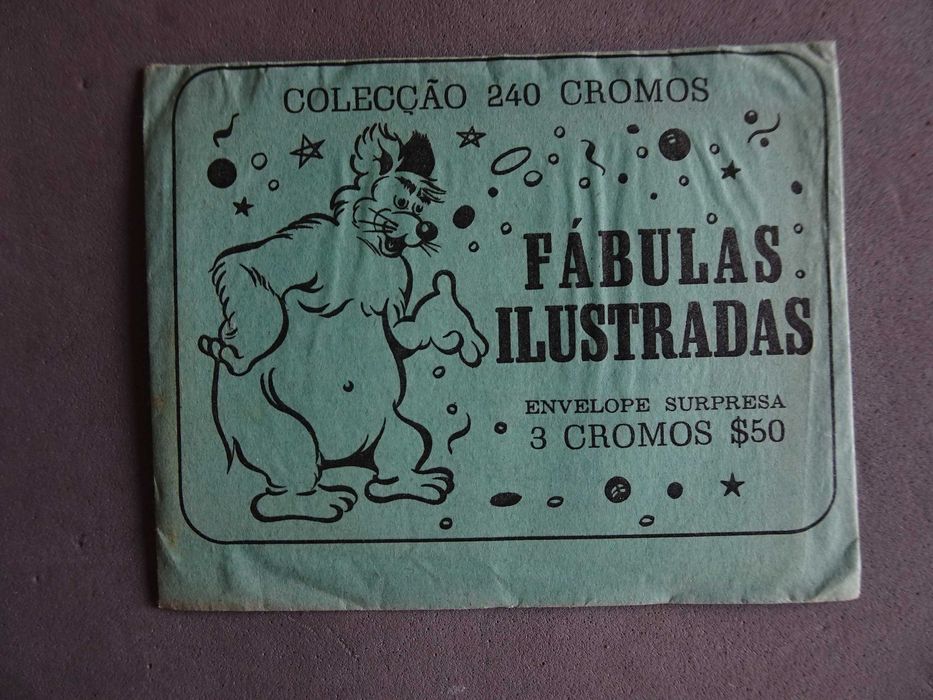 COLECÇÃO 240 CROMOS
FÁBULAS
ILUSTRADAS
ENVELOPE SURPRESA
3 CROMOS $50